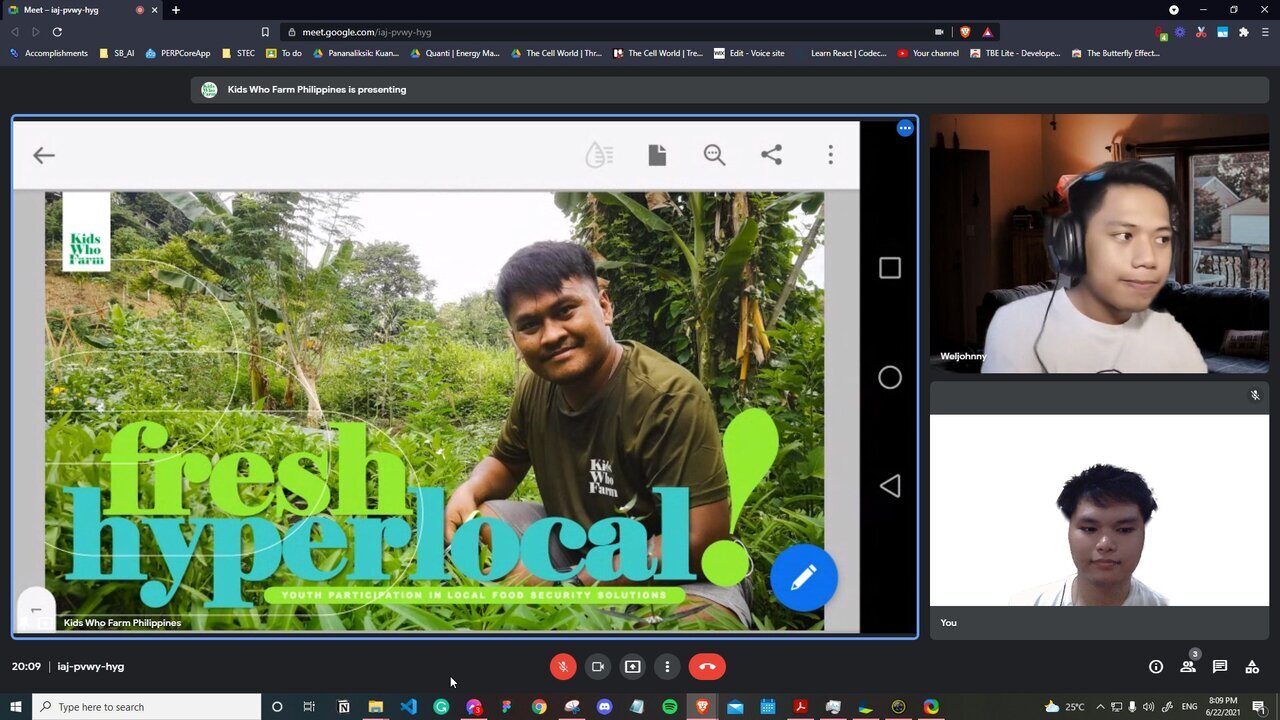 Meet – iaj-pvwy-hyg
meet.google.com/iaj-pvwy-hyg
4
Accomplishments
SB_AI
PERPCoreApp
STEC
To do
Pananaliksik: Kuan...
Quanti | Energy Ma...
The Cell World | Thr...
The Cell World | Tre...
Edit - Voice site
Learn React | Codec...
Your channel
TBE Lite - Develope...
The Butterfly Effect...
Kids Who Farm Philippines is presenting
Kids
Who
Farm
Kids
Who
Farm
fresh
hyperlocal!
YOUTH PARTICIPATION IN LOCAL FOOD SECURITY SOLUTIONS
1
Kids Who Farm Philippines
Weljohnny
You
20:09 | iaj-pvwy-hyg
3
Type here to search
25°C
ENG
8:09 PM
6/22/2021